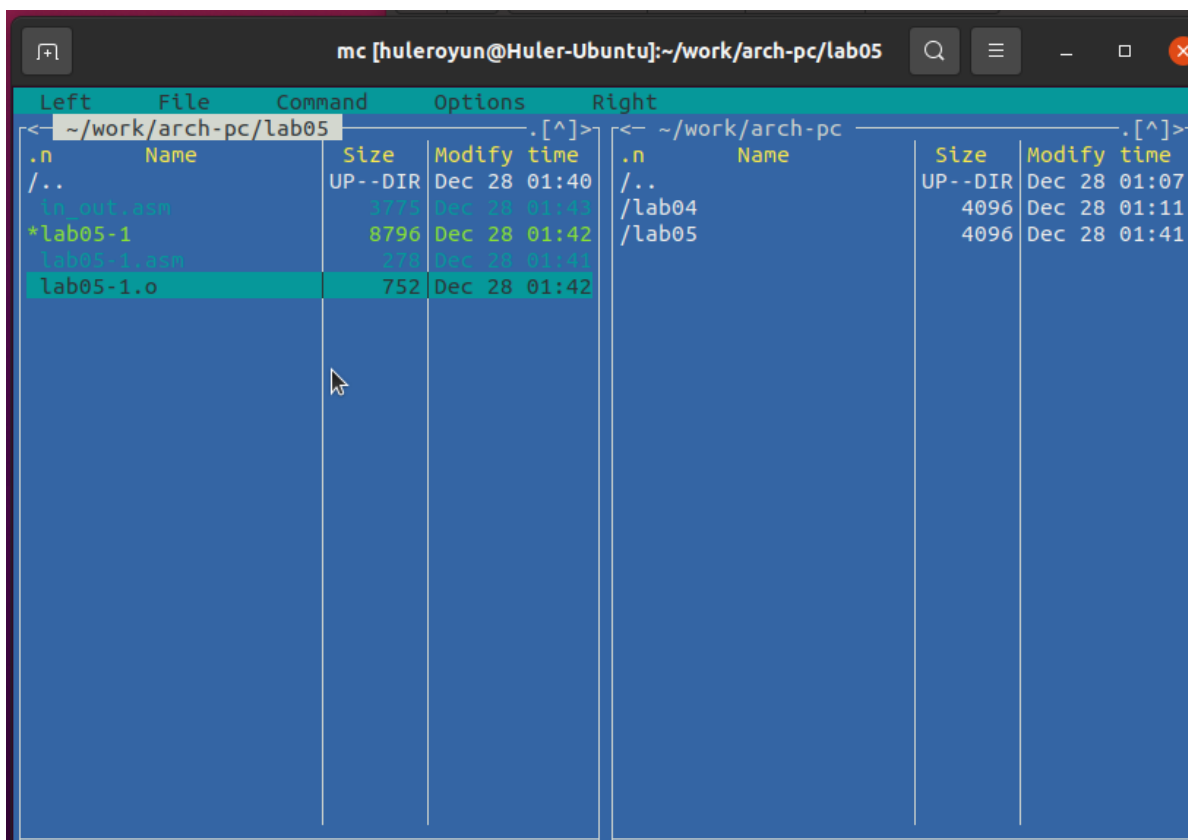 mc [huleroyun@Huler-Ubuntu]:~/work/arch-pc/lab05
Left File Command Options Right
<─ ~/work/arch-pc/lab05 ─.[^]>
.n Name Size Modify time
/.. UP--DIR Dec 28 01:40
in_out.asm 3775 Dec 28 01:43
*lab05-1 8796 Dec 28 01:42
lab05-1.asm 278 Dec 28 01:41
lab05-1.o 752 Dec 28 01:42
<─ ~/work/arch-pc ─.[^]>
.n Name Size Modify time
/.. UP--DIR Dec 28 01:07
/lab04 4096 Dec 28 01:11
/lab05 4096 Dec 28 01:41